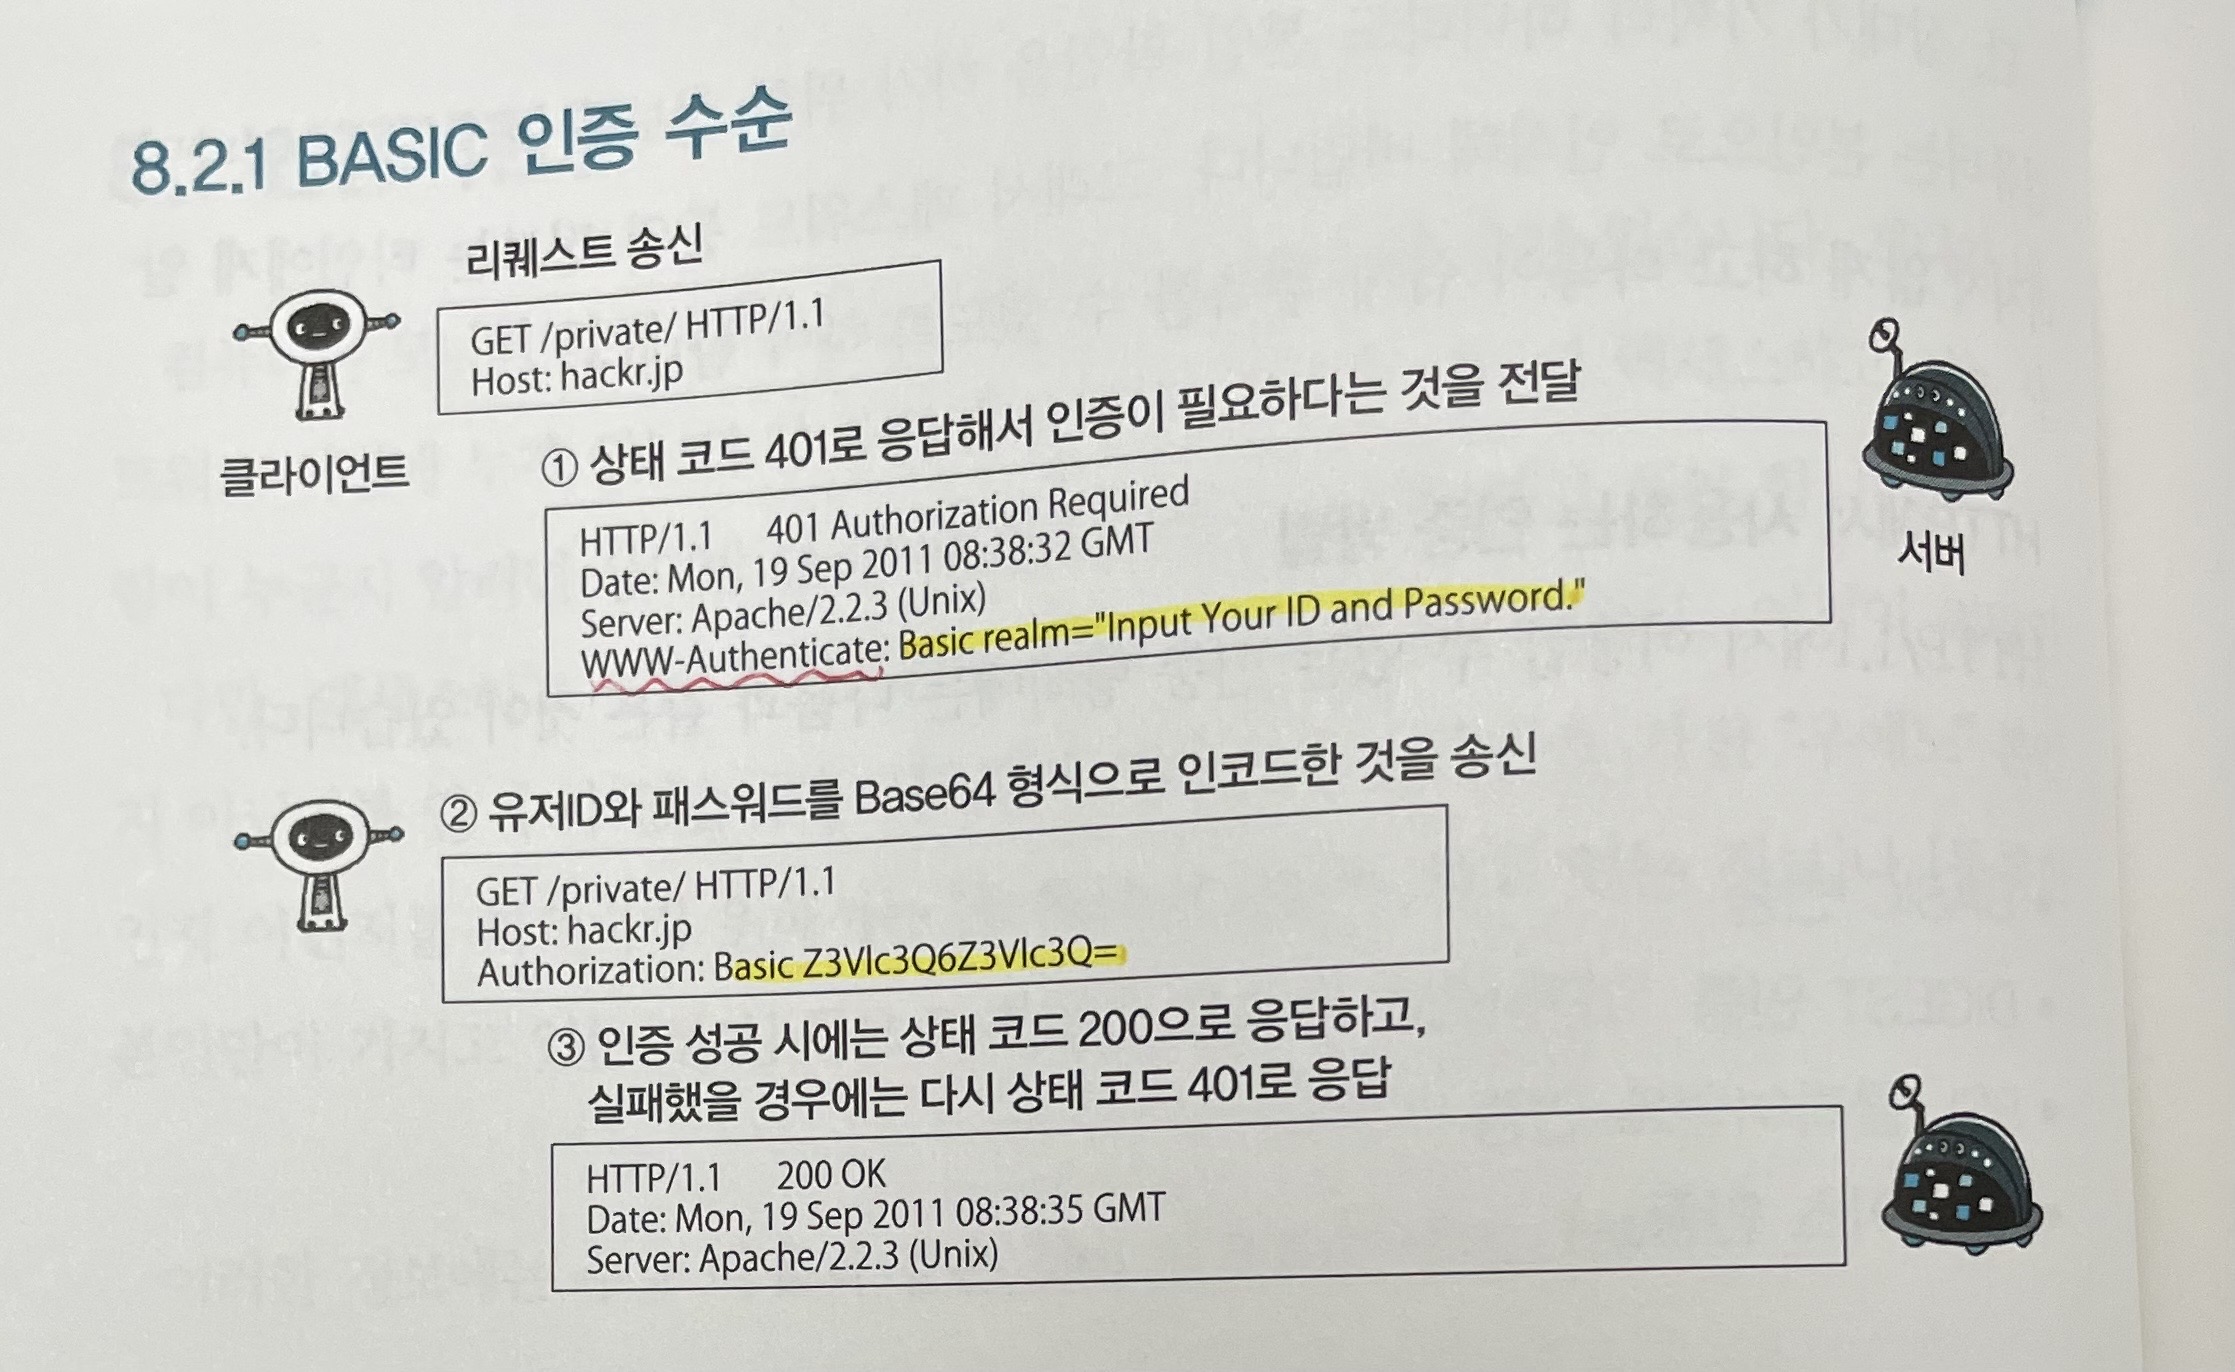 8.2.1 BASIC 인증 수순
리퀘스트 송신
GET /private/ HTTP/1.1
Host: hackr.jp
클라이언트
① 상태 코드 401로 응답해서 인증이 필요하다는 것을 전달
HTTP/1.1 401 Authorization Required
Date: Mon, 19 Sep 2011 08:38:32 GMT
Server: Apache/2.2.3 (Unix)
WWW-Authenticate: Basic realm="Input Your ID and Password."
서버
② 유저ID와 패스워드를 Base64 형식으로 인코드한 것을 송신
GET /private/ HTTP/1.1
Host: hackr.jp
Authorization: Basic Z3Vlc3Q6Z3Vlc3Q=
③ 인증 성공 시에는 상태 코드 200으로 응답하고,
실패했을 경우에는 다시 상태 코드 401로 응답
HTTP/1.1 200 OK
Date: Mon, 19 Sep 2011 08:38:35 GMT
Server: Apache/2.2.3 (Unix)